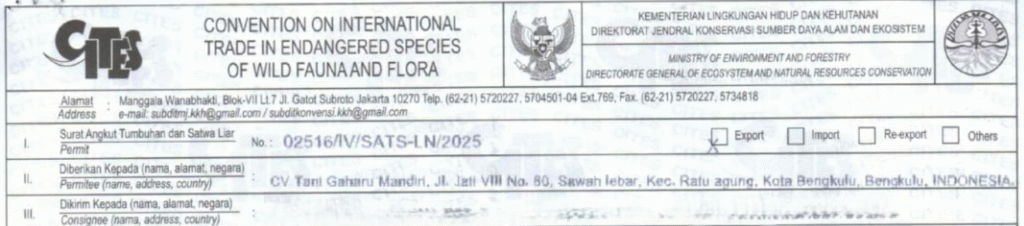 CITES
CONVENTION ON INTERNATIONAL
TRADE IN ENDANGERED SPECIES
OF WILD FAUNA AND FLORA
KEMENTERIAN LINGKUNGAN HIDUP DAN KEHUTANAN
DIREKTORAT JENDRAL KONSERVASI SUMBER DAYA ALAM DAN EKOSISTEM
MINISTRY OF ENVIRONMENT AND FORESTRY
DIRECTORATE GENERAL OF ECOSYSTEM AND NATURAL RESOURCES CONSERVATION
Alamat : Manggala Wanabhakti, Blok-VII Lt.7 Jl. Gatot Subroto Jakarta 10270 Telp. (62-21) 5720227, 5704501-04 Ext.769, Fax. (62-21) 5720227, 5734818
Address e-mail: subditmj.kkh@gmail.com / subditkonvensi.kkh@gmail.com
I. Surat Angkut Tumbuhan dan Satwa Liar
Permit
No.: 02516/IV/SATS-LN/2025
X Export Import Re-export Others
II. Diberikan Kepada (nama, alamat, negara)
Permitee (name, address, country) : CV Tani Gaharu Mandiri, Jl. Jati VIII No. 80, Sawah lebar, Kec. Ratu agung, Kota Bengkulu, Bengkulu, INDONESIA.
III. Dikirim Kepada (nama, alamat, negara)
Consignee (name, address, country) :